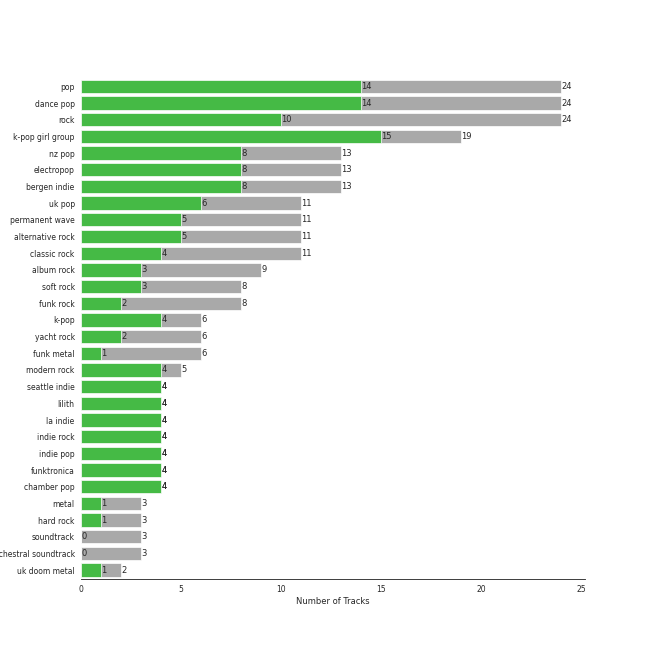 pop 14 24
dance pop 14 24
rock 10 24
k-pop girl group 15 19
nz pop 8 13
electropop 8 13
bergen indie 8 13
uk pop 6 11
permanent wave 5 11
alternative rock 5 11
classic rock 4 11
album rock 3 9
soft rock 3 8
funk rock 2 8
k-pop 4 6
yacht rock 2 6
funk metal 1 6
modern rock 4 5
seattle indie 4
lilith 4
la indie 4
indie rock 4
indie pop 4
funktronica 4
chamber pop 4
metal 1 3
hard rock 1 3
soundtrack 0 3
chestral soundtrack 0 3
uk doom metal 1 2
0 5 10 15 20 25
Number of Tracks